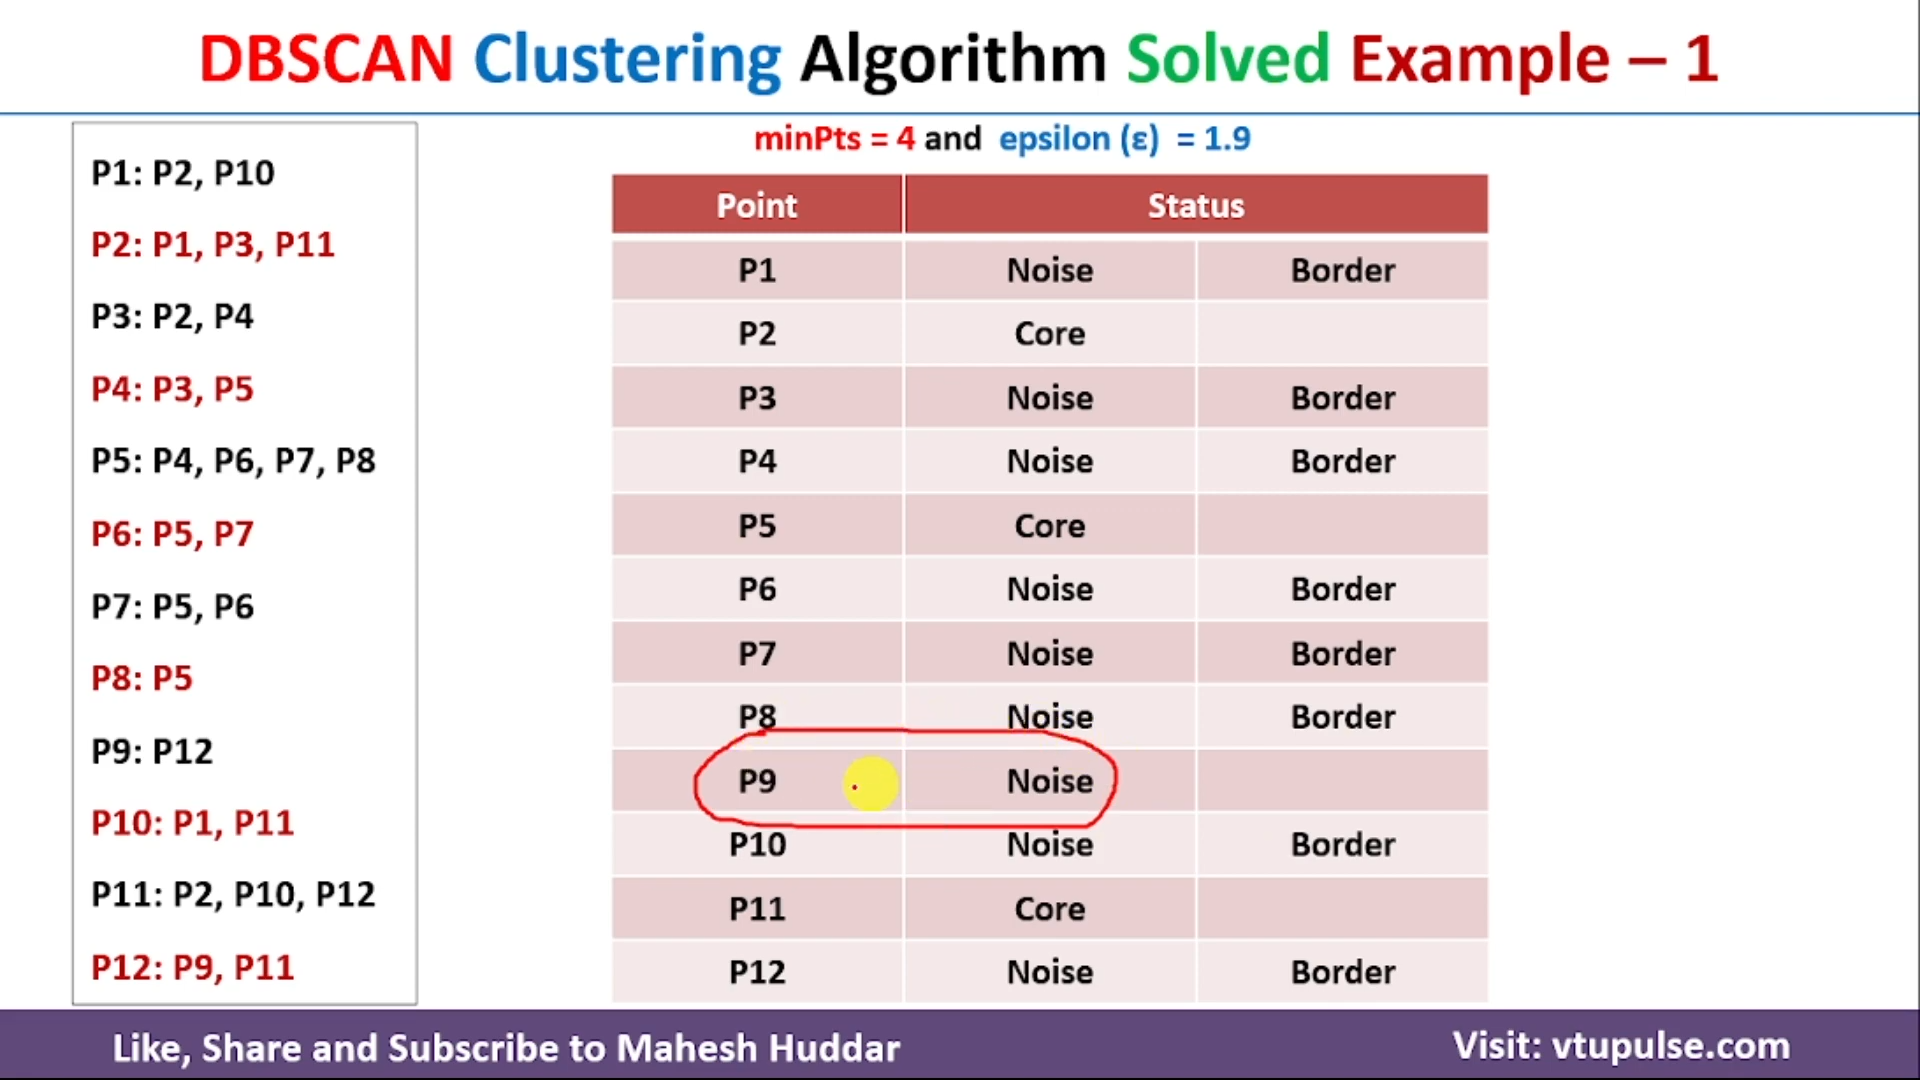 DBSCAN Clustering Algorithm Solved Example – 1
minPts = 4 and epsilon (ε) = 1.9
P1: P2, P10
P2: P1, P3, P11
P3: P2, P4
P4: P3, P5
P5: P4, P6, P7, P8
P6: P5, P7
P7: P5, P6
P8: P5
P9: P12
P10: P1, P11
P11: P2, P10, P12
P12: P9, P11
Point Status
P1 Noise Border
P2 Core
P3 Noise Border
P4 Noise Border
P5 Core
P6 Noise Border
P7 Noise Border
P8 Noise Border
P9 Noise
P10 Noise Border
P11 Core
P12 Noise Border
Like, Share and Subscribe to Mahesh Huddar
Visit: vtupulse.com